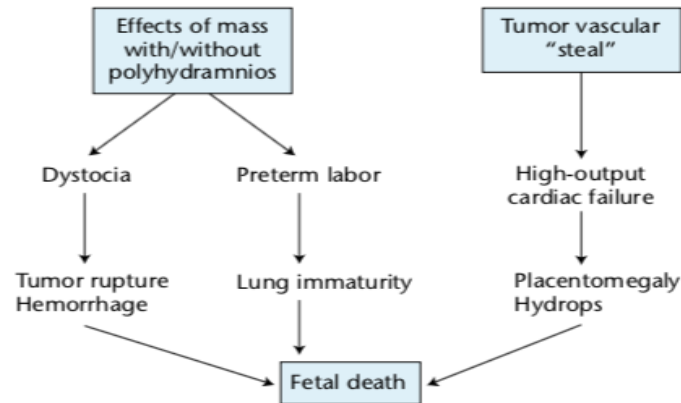 Effects of mass
with/without
polyhydramnios
Tumor vascular
“steal”
Dystocia
Preterm labor
High-output
cardiac failure
Tumor rupture
Hemorrhage
Lung immaturity
Placentomegaly
Hydrops
Fetal death